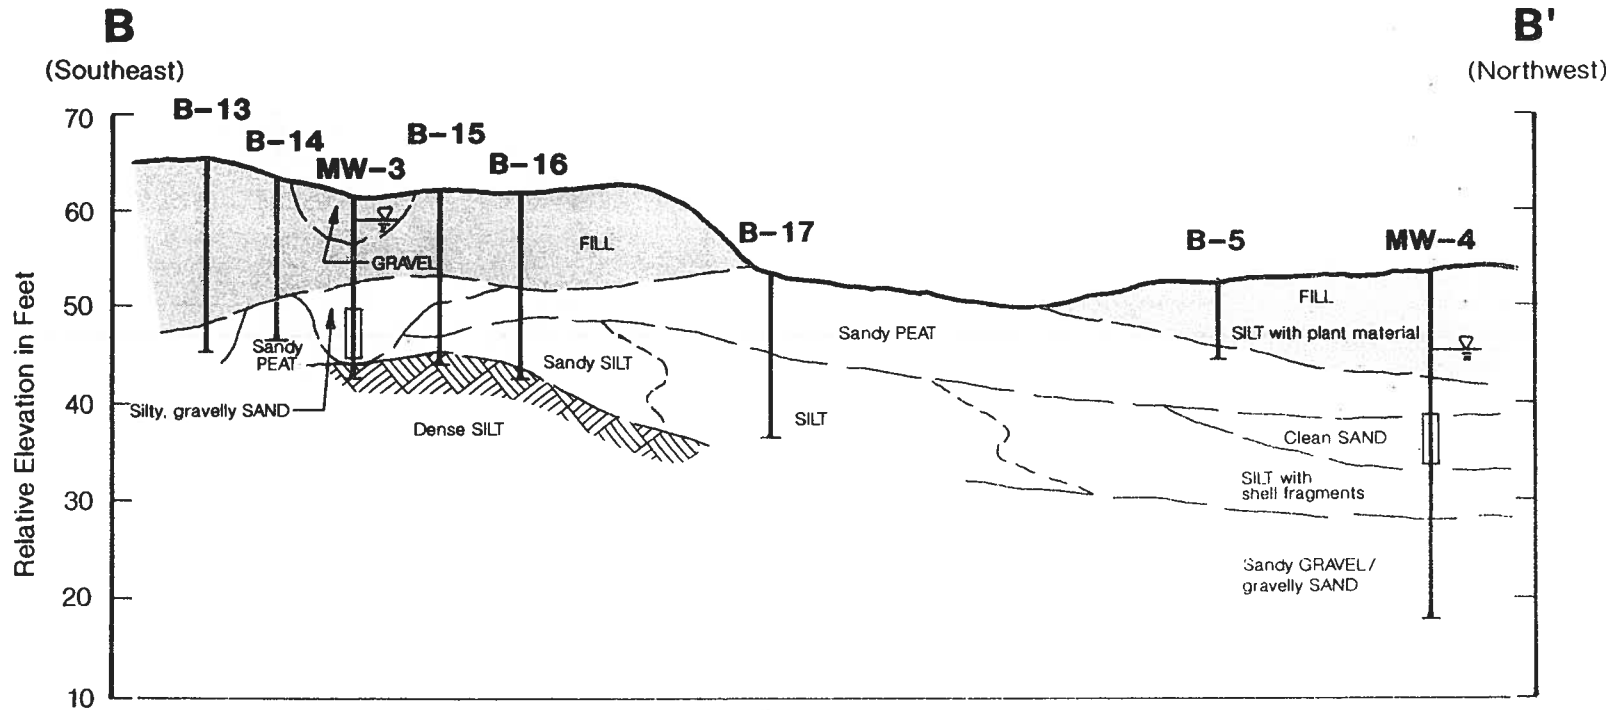 B
B'
(Southeast)
(Northwest)
B-13
B-14
MW-3
B-15
B-16
B-17
B-5
MW-4
70
60
50
40
30
20
10
Relative Elevation in Feet
GRAVEL
FILL
FILL
SILT with plant material
Sandy PEAT
Sandy
PEAT
Sandy SILT
Silty, gravelly SAND
Dense SILT
SILT
Clean SAND
SILT with
shell fragments
Sandy GRAVEL/
gravelly SAND